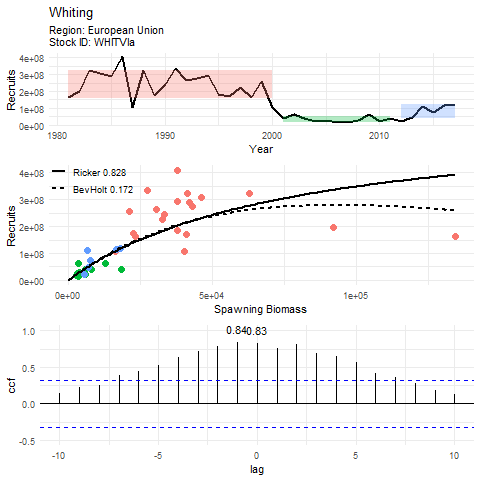 Whiting
Region: European Union
Stock ID: WHITVIa
Recruits
4e+08
3e+08
2e+08
1e+08
0e+00
1980
1990
2000
2010
Year
Recruits
4e+08
3e+08
2e+08
1e+08
0e+00
Ricker 0.828
BevHolt 0.172
0e+00
5e+04
1e+05
Spawning Biomass
ccf
1.0
0.5
0.0
-0.5
0.84
0.83
-10
-5
0
5
10
lag